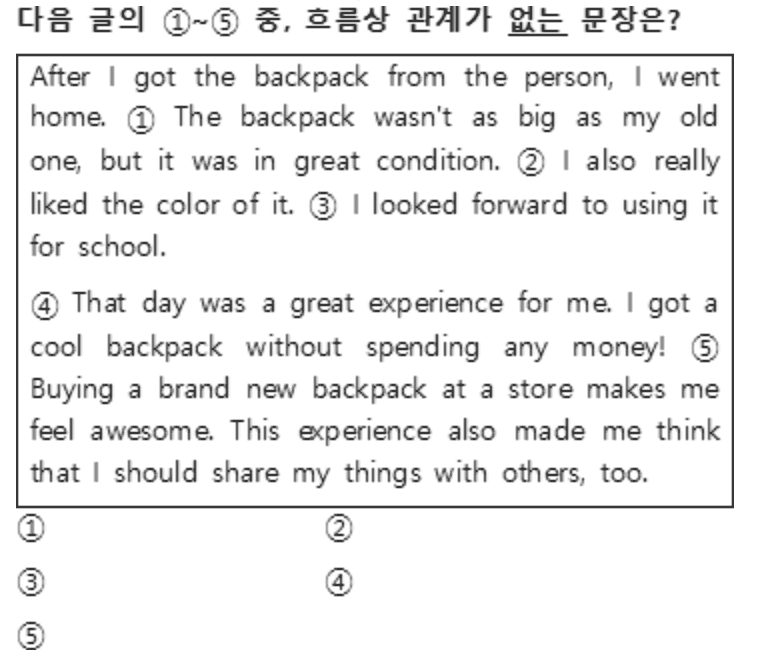 다음 글의 ①~⑤ 중, 흐름상 관계가 없는 문장은?
After I got the backpack from the person, I went
home. ① The backpack wasn't as big as my old
one, but it was in great condition. ② I also really
liked the color of it. ③ I looked forward to using it
for school.
④ That day was a great experience for me. I got a
cool backpack without spending any money! ⑤
Buying a brand new backpack at a store makes me
feel awesome. This experience also made me think
that I should share my things with others, too.
① ②
③ ④
⑤